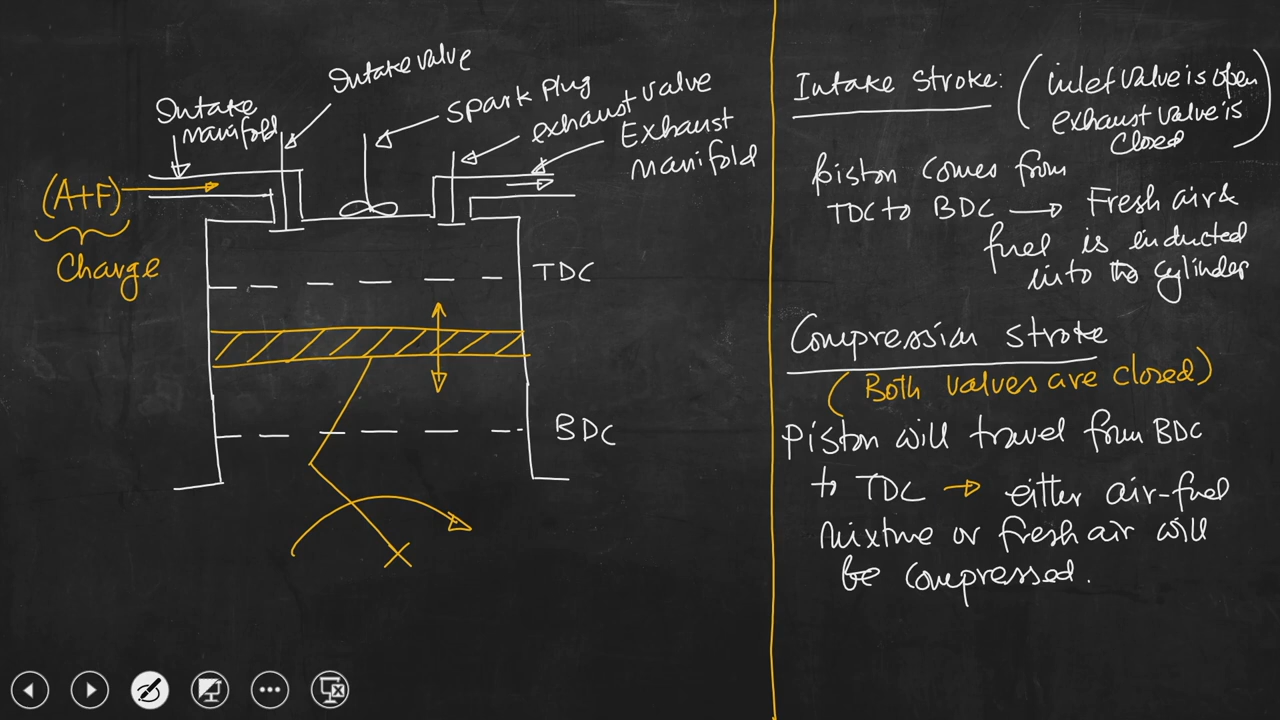 Intake valve
Intake
manifold
Spark plug
exhaust valve
Exhaust
manifold
(A+F)
Charge
TDC
BDC
Intake Stroke: (inlet valve is open
exhaust valve is
closed)
Piston comes from
TDC to BDC → Fresh air &
fuel is inducted
into the cylinder
Compression stroke
(Both valves are closed)
Piston will travel from BDC
to TDC → either air-fuel
mixture or fresh air will
be compressed.